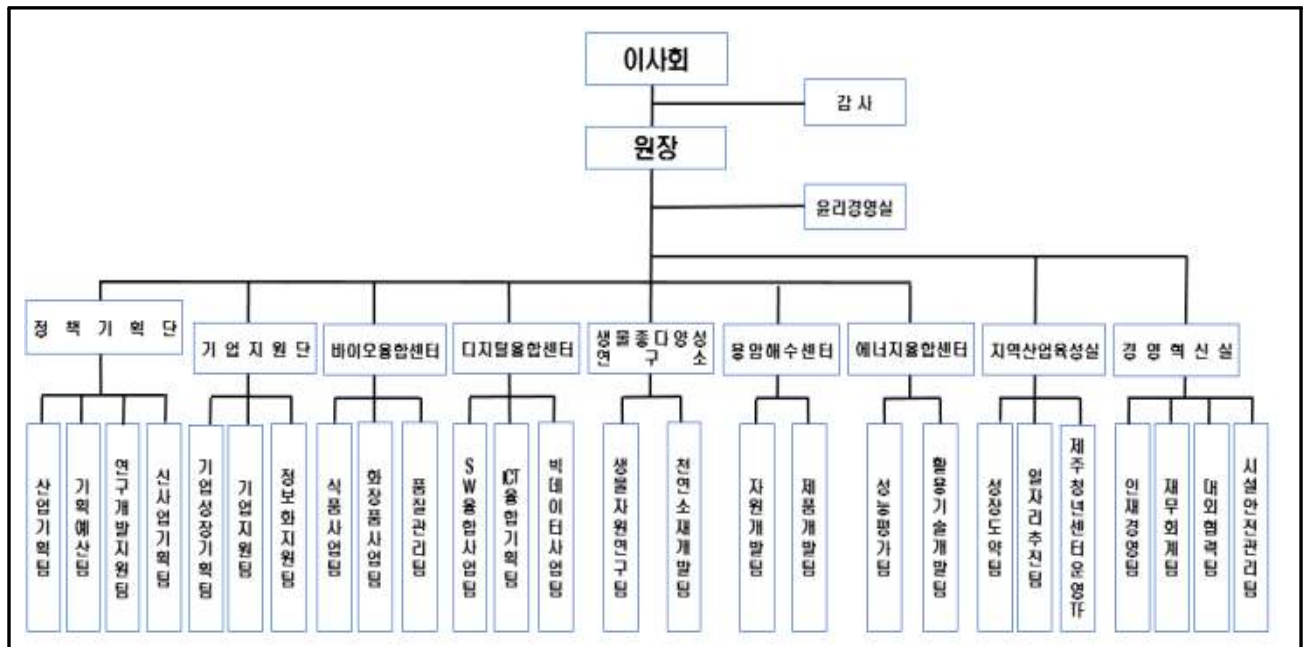 이사회
감 사
원장
윤리경영실
정 책 기 획 단
기 업 지 원 단
바이오융합센터
디지털융합센터
생 물 종 다 양 성
연 구 소
용암해수센터
에너지융합센터
지역산업육성실
경 영 혁 신 실
산업기획팀
기획예산팀
연구개발지원팀
신사업기획팀
기업성장기획팀
기업지원팀
정보화지원팀
식품사업팀
화장품사업팀
품질관리팀
SW융합사업팀
ICT융합기획팀
빅데이터사업팀
생물자원연구팀
천연소재개발팀
자원개발팀
제품개발팀
성능평가팀
활용기술개발팀
성장도약팀
일자리추진팀
제주청년센터운영TF
인재경영팀
재무회계팀
대외협력팀
시설안전관리팀